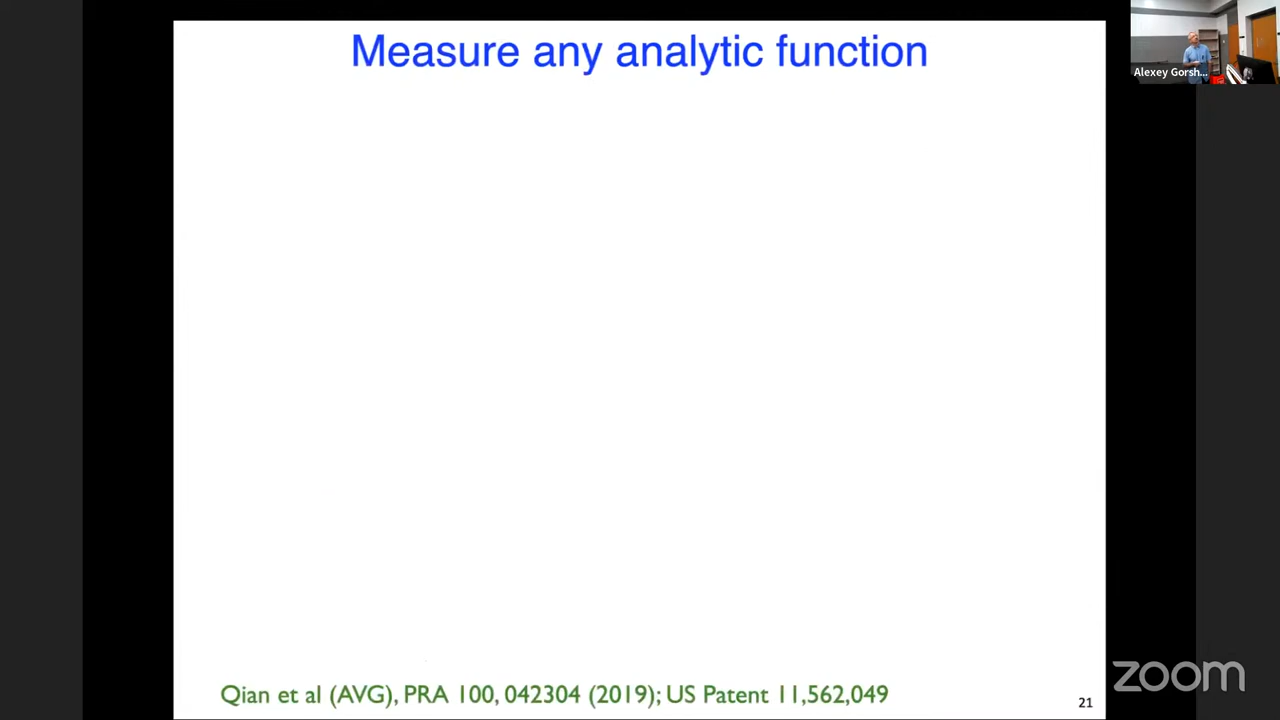 Measure any analytic function
Alexey Gorsh...
Qian et al (AVG), PRA 100, 042304 (2019); US Patent 11,562,049
21
zoom